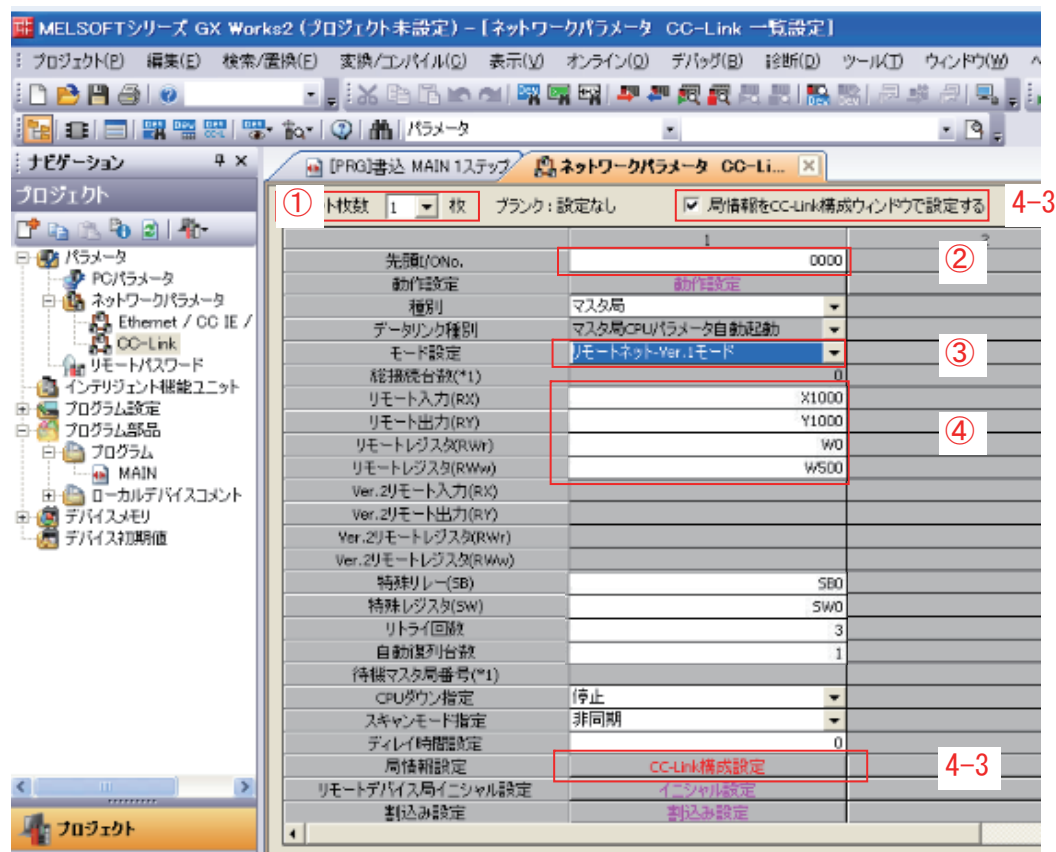 MELSOFTシリーズ GX Works2 (プロジェクト未設定) - [ネットワークパラメータ CC-Link 一覧設定]
プロジェクト(P) 編集(E) 検索/置換(F) 変換/コンパイル(C) 表示(V) オンライン(O) デバッグ(B) 診断(D) ツール(T) ウィンドウ(W)
パラメータ
ナビゲーション
プロジェクト
パラメータ
PCパラメータ
ネットワークパラメータ
Ethernet / CC IE /
CC-Link
リモートパスワード
インテリジェント機能ユニット
プログラム設定
プログラム部品
プログラム
MAIN
ローカルデバイスコメント
デバイスメモリ
デバイス初期値
プロジェクト
[PRG]書込 MAIN 1ステップ
ネットワークパラメータ CC-Li...
① ト枚数 1 枚 ブランク:設定なし 局情報をCC-Link構成ウィンドウで設定する 4-3
1 2
先頭I/ONo. 0000 ②
動作設定 動作設定
種別 マスタ局
データリンク種別 マスタ局CPUパラメータ自動起動
モード設定 リモートネット-Ver.1モード ③
総接続台数(*1) 0
リモート入力(RX) X1000
リモート出力(RY) Y1000 ④
リモートレジスタ(RWr) W0
リモートレジスタ(RWw) W500
Ver.2リモート入力(RX)
Ver.2リモート出力(RY)
Ver.2リモートレジスタ(RWr)
Ver.2リモートレジスタ(RWw)
特殊リレー(SB) SB0
特殊レジスタ(SW) SW0
リトライ回数 3
自動復列台数 1
待機マスタ局番号(*1)
CPUダウン指定 停止
スキャンモード指定 非同期
ディレイ時間設定 0
局情報設定 CC-Link構成設定 4-3
リモートデバイス局イニシャル設定 イニシャル設定
割込み設定 割込み設定